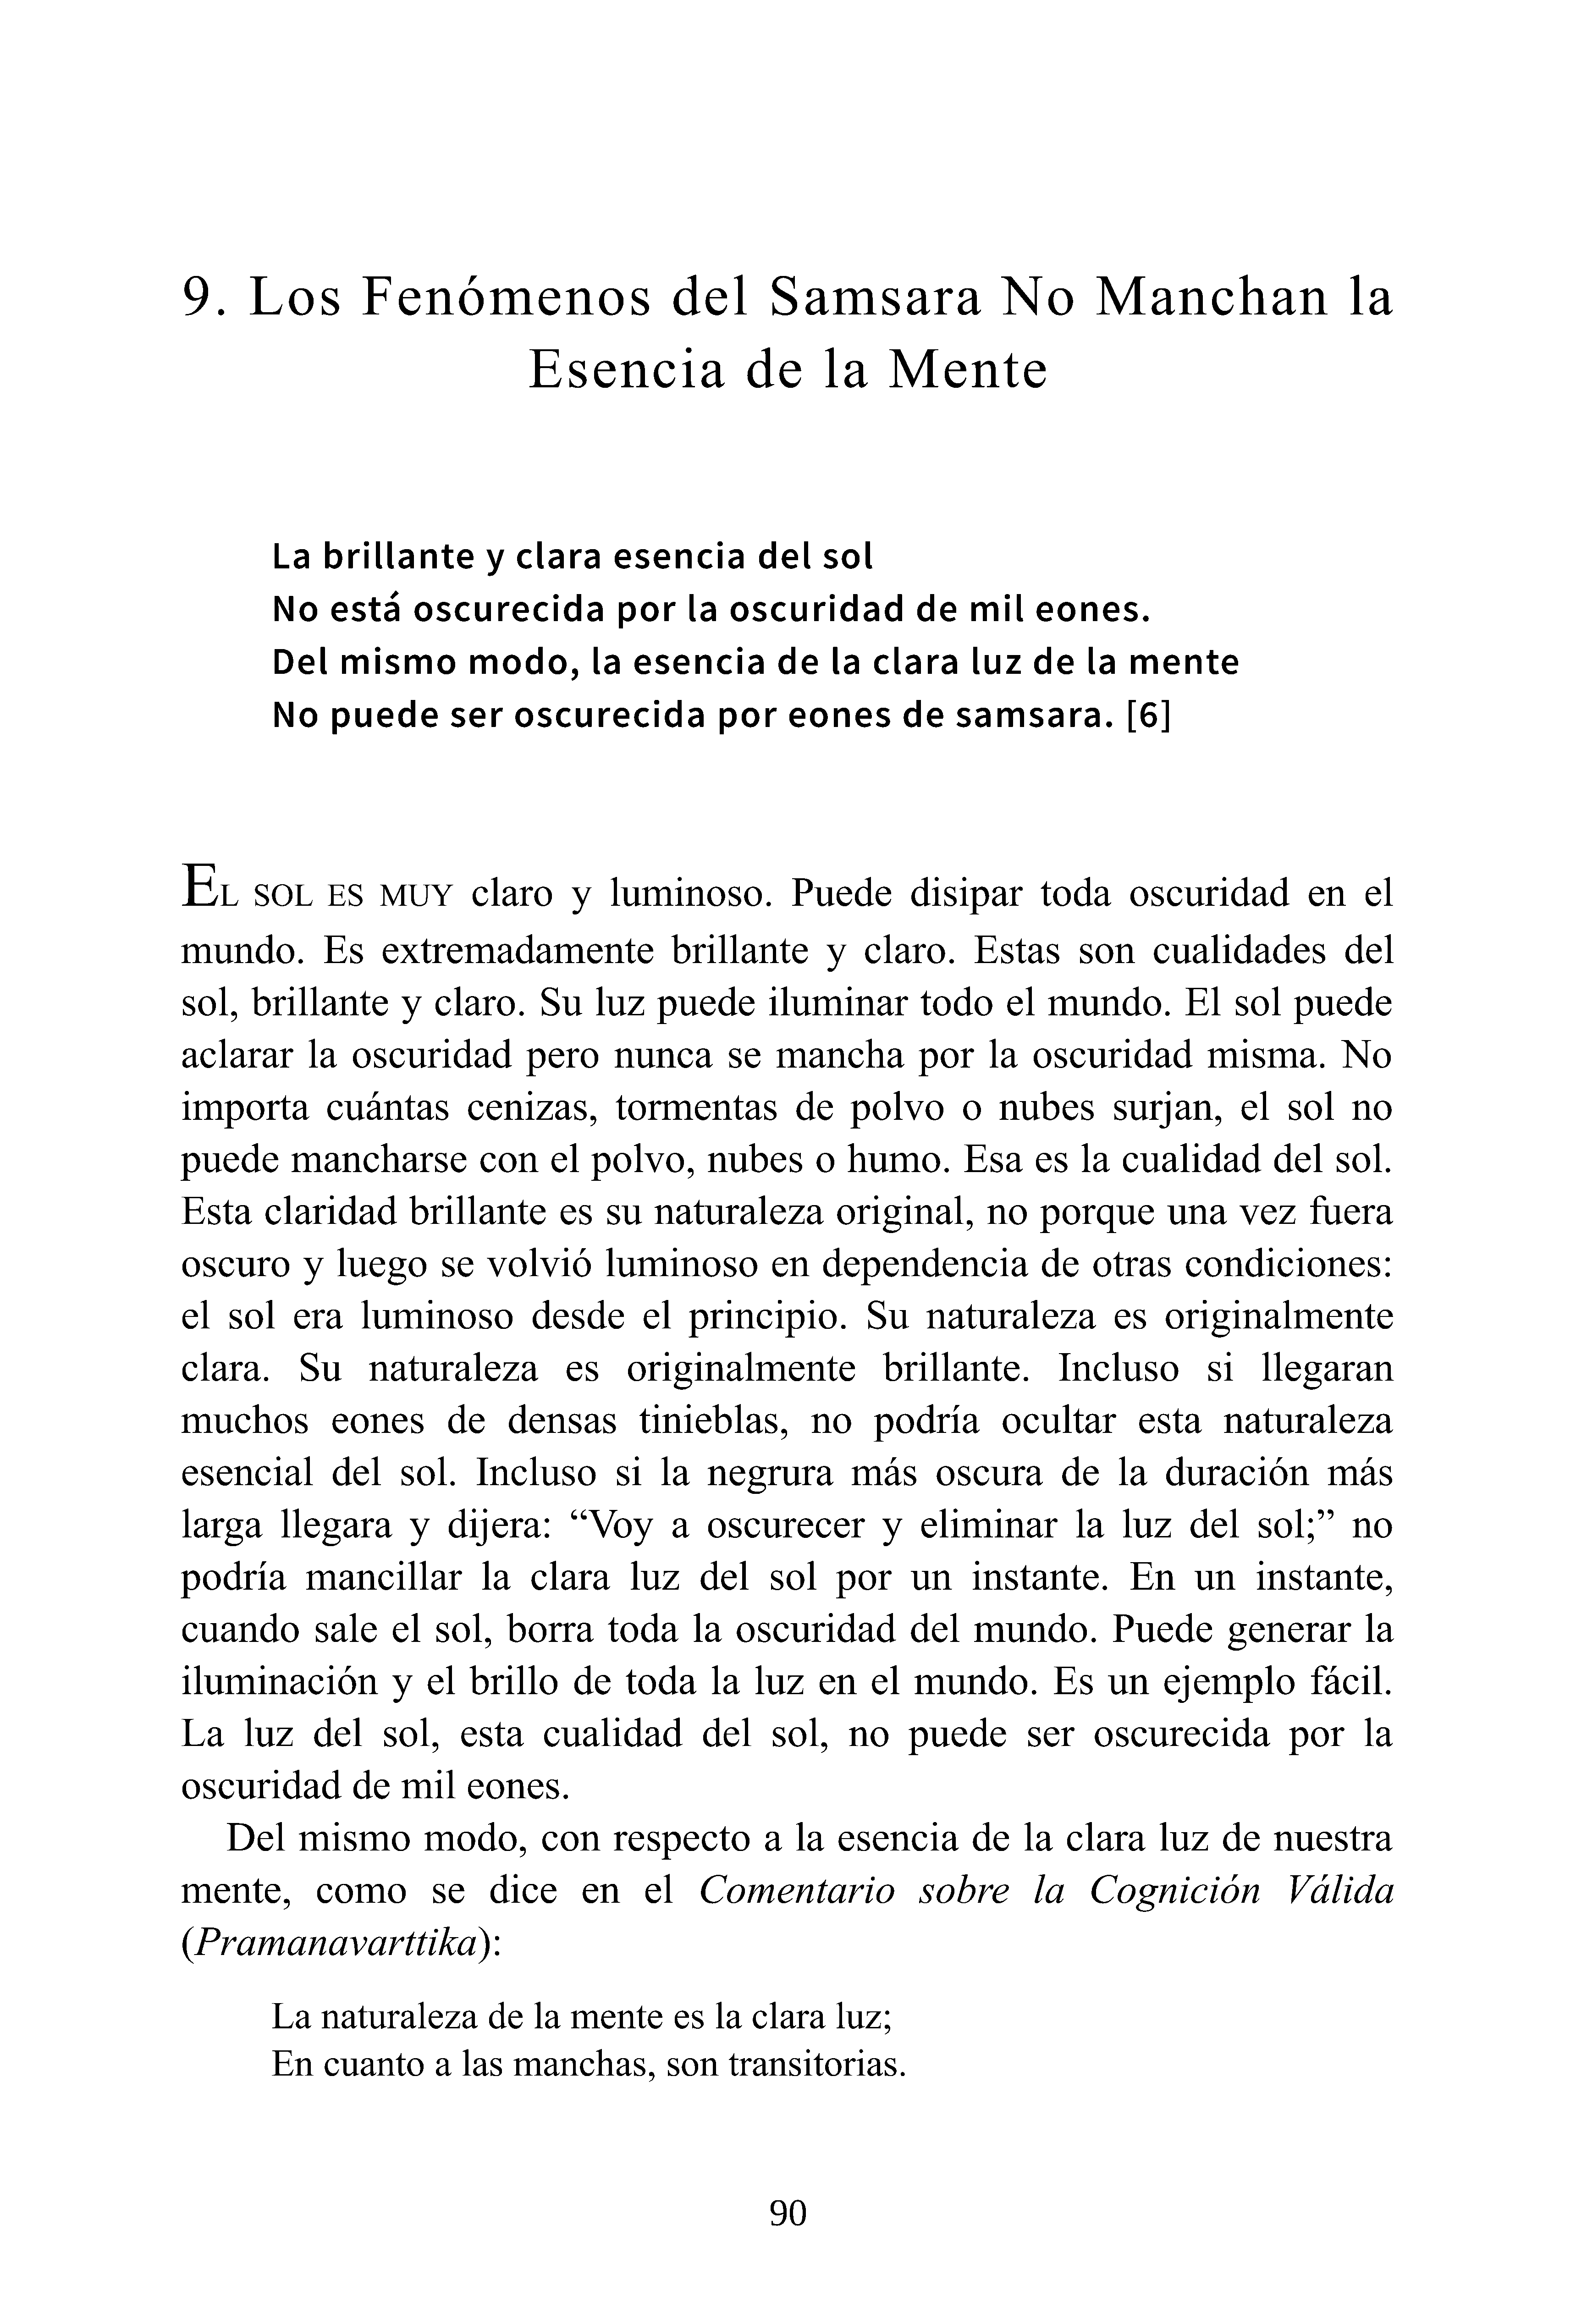 9. Los Fenómenos del Samsara No Manchan la
Esencia de la Mente
La brillante y clara esencia del sol
No está oscurecida por la oscuridad de mil eones.
Del mismo modo, la esencia de la clara luz de la mente
No puede ser oscurecida por eones de samsara. [6]
EL SOL ES MUY claro y luminoso. Puede disipar toda oscuridad en el
mundo. Es extremadamente brillante y claro. Estas son cualidades del
sol, brillante y claro. Su luz puede iluminar todo el mundo. El sol puede
aclarar la oscuridad pero nunca se mancha por la oscuridad misma. No
importa cuántas cenizas, tormentas de polvo o nubes surjan, el sol no
puede mancharse con el polvo, nubes o humo. Esa es la cualidad del sol.
Esta claridad brillante es su naturaleza original, no porque una vez fuera
oscuro y luego se volvió luminoso en dependencia de otras condiciones:
el sol era luminoso desde el principio. Su naturaleza es originalmente
clara. Su naturaleza es originalmente brillante. Incluso si llegaran
muchos eones de densas tinieblas, no podría ocultar esta naturaleza
esencial del sol. Incluso si la negrura más oscura de la duración más
larga llegara y dijera: “Voy a oscurecer y eliminar la luz del sol;” no
podría mancillar la clara luz del sol por un instante. En un instante,
cuando sale el sol, borra toda la oscuridad del mundo. Puede generar la
iluminación y el brillo de toda la luz en el mundo. Es un ejemplo fácil.
La luz del sol, esta cualidad del sol, no puede ser oscurecida por la
oscuridad de mil eones.
Del mismo modo, con respecto a la esencia de la clara luz de nuestra
mente, como se dice en el Comentario sobre la Cognición Válida
(Pramanavarttika):
La naturaleza de la mente es la clara luz;
En cuanto a las manchas, son transitorias.
90